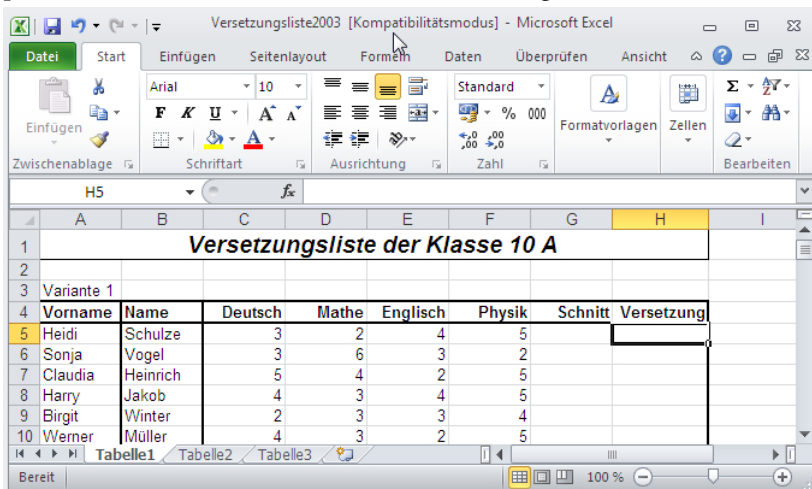 Versetzungsliste2003 [Kompatibilitätsmodus] - Microsoft Excel
Datei Start Einfügen Seitenlayout Formeln Daten Überprüfen Ansicht
Einfügen Arial 10 Standard Formatvorlagen Zellen
F K U A A % 000
Zwischenablage Schriftart Ausrichtung Zahl Bearbeiten
H5 fx
A B C D E F G H I
1 Versetzungsliste der Klasse 10 A
2
3 Variante 1
4 Vorname Name Deutsch Mathe Englisch Physik Schnitt Versetzung
5 Heidi Schulze 3 2 4 5
6 Sonja Vogel 3 6 3 2
7 Claudia Heinrich 5 4 2 5
8 Harry Jakob 4 3 4 5
9 Birgit Winter 2 3 3 4
10 Werner Müller 4 3 2 5
Tabelle1 Tabelle2 Tabelle3
Bereit 100 %